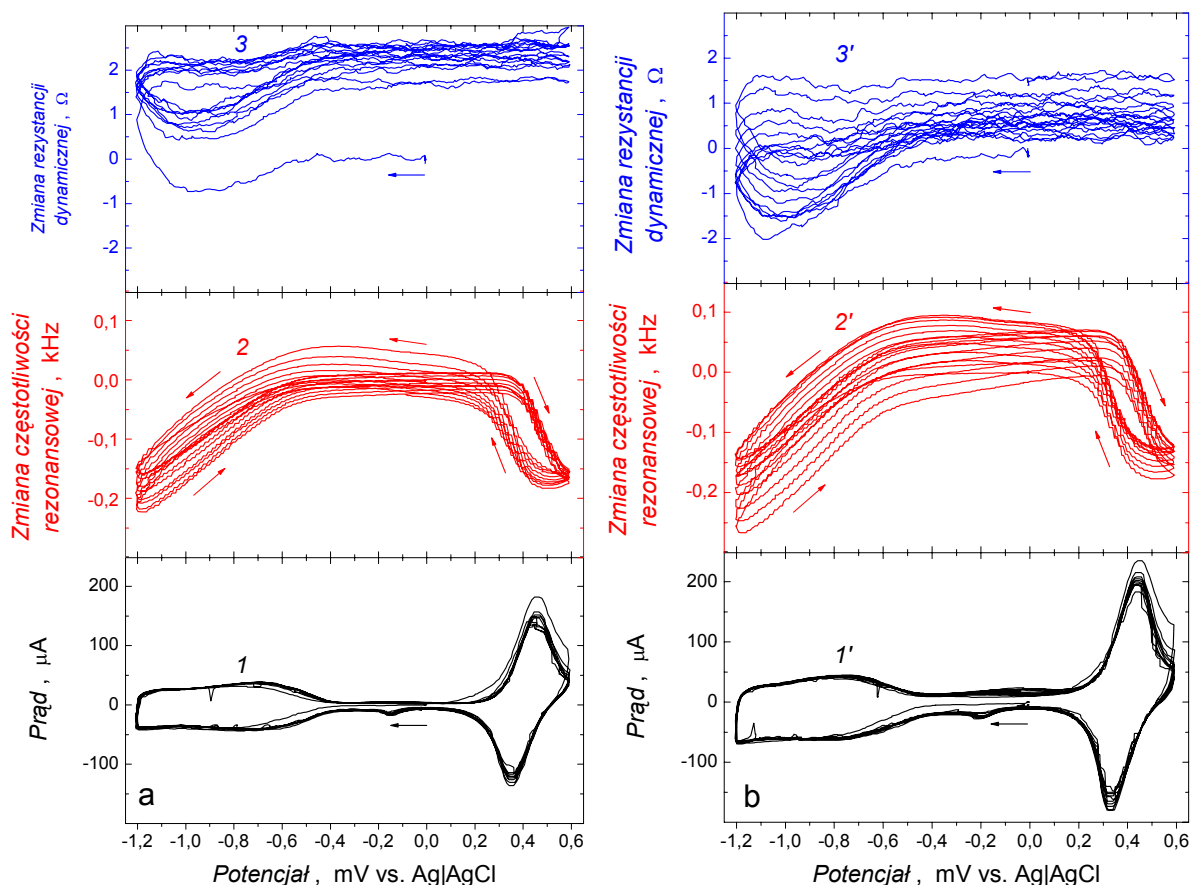 Zmiana rezystancji
dynamicznej , Ω
2
1
0
-1
-2
3
Zmiana częstotliwości
rezonansowej , kHz
0,1
0,0
-0,1
-0,2
2
Prąd , μA
200
100
0
-100
1
a
-1,2 -1,0 -0,8 -0,6 -0,4 -0,2 0,0 0,2 0,4 0,6
Potencjał , mV vs. Ag|AgCl
Zmiana rezystancji
dynamicznej , Ω
2
1
0
-1
-2
3'
Zmiana częstotliwości
rezonansowej , kHz
0,1
0,0
-0,1
-0,2
2'
Prąd , μA
200
100
0
-100
1'
b
-1,2 -1,0 -0,8 -0,6 -0,4 -0,2 0,0 0,2 0,4 0,6
Potencjał , mV vs. Ag|AgCl